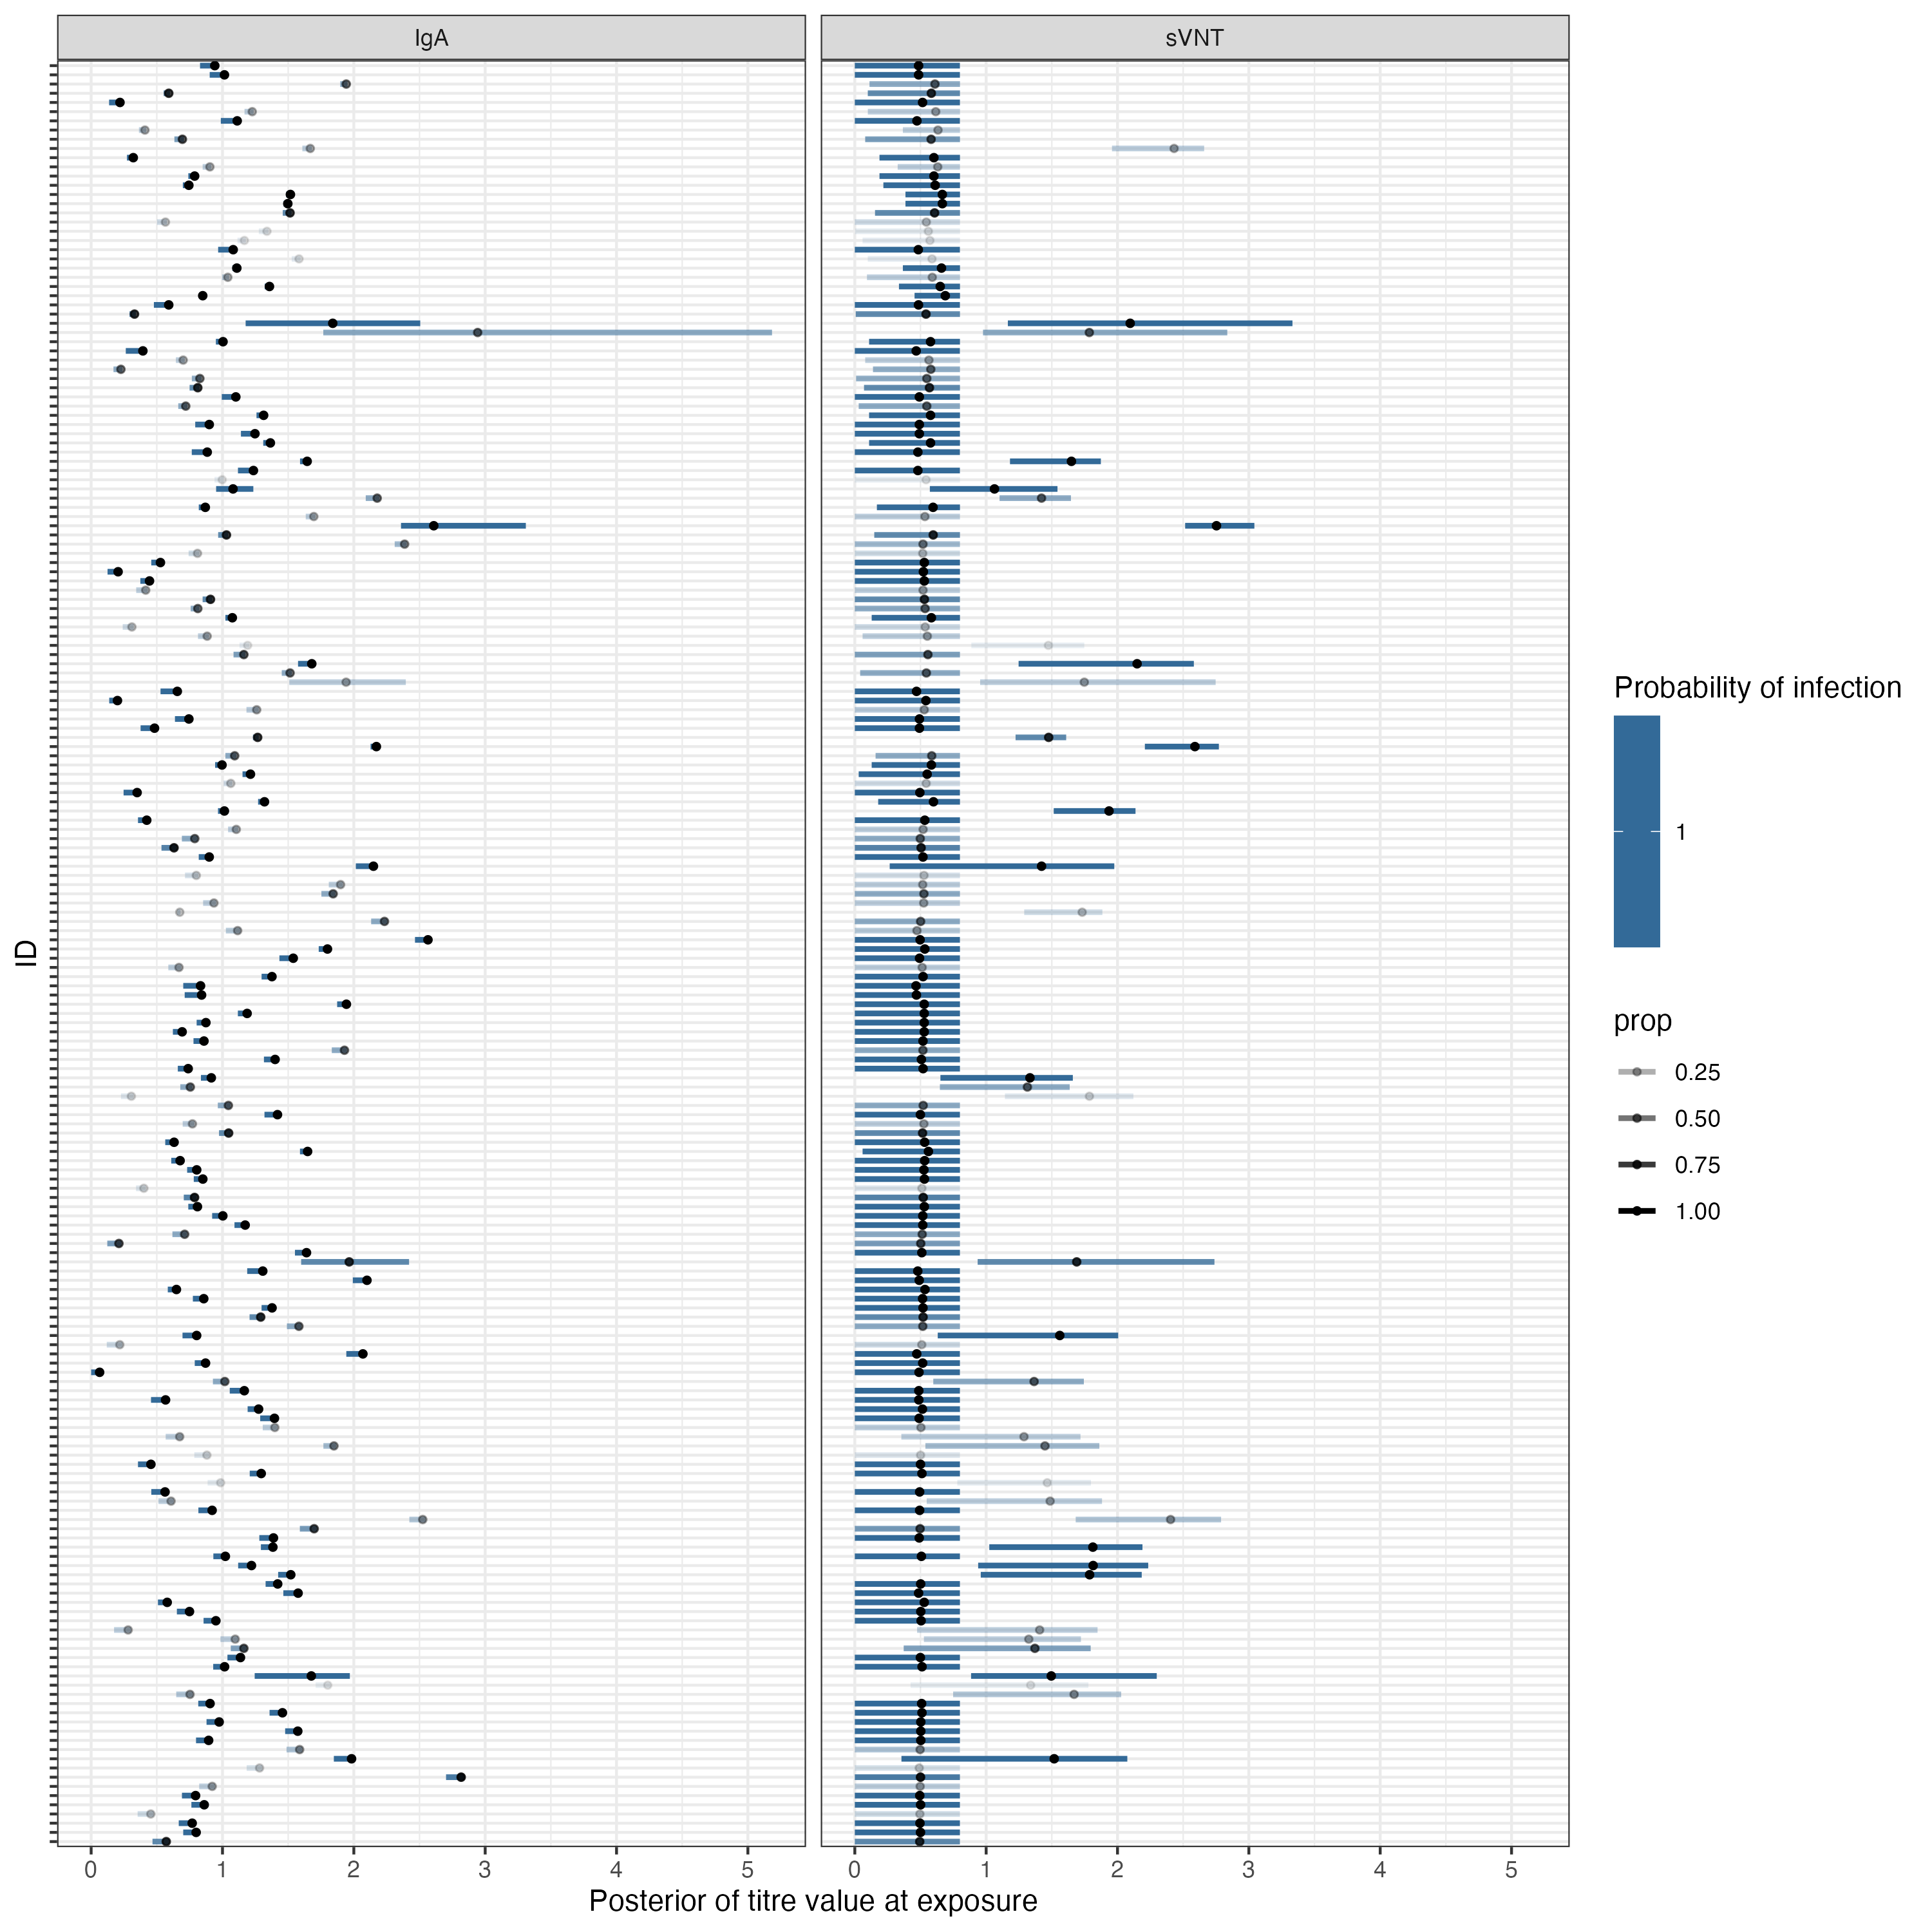 IgA
sVNT
ID
0 1 2 3 4 5
0 1 2 3 4 5
Posterior of titre value at exposure
Probability of infection
1
prop
0.25
0.50
0.75
1.00